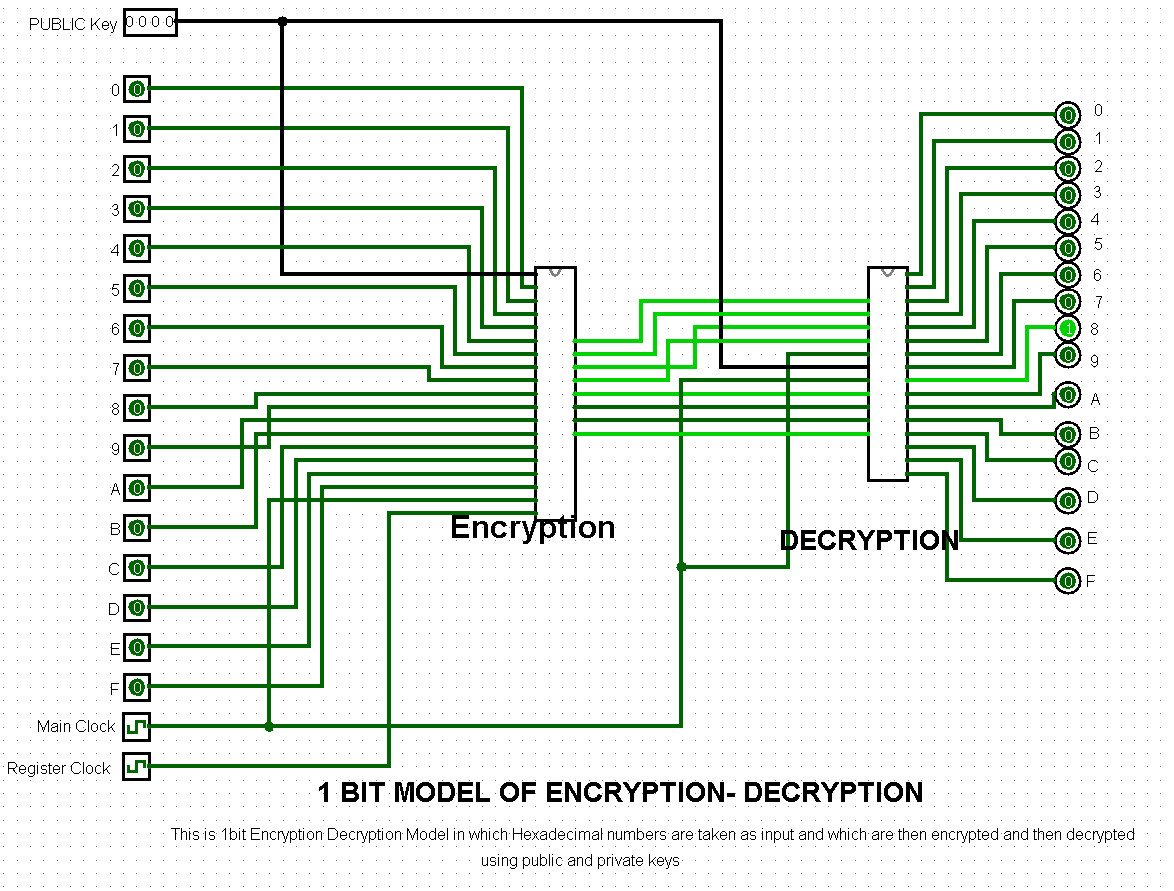 PUBLIC Key 0 0 0 0
0 0
1 0
2 0
3 0
4 0
5 0
6 0
7 0
8 0
9 0
A 0
B 0
C 0
D 0
E 0
F 0
Main Clock
Register Clock
Encryption
DECRYPTION
0 0
0 1
0 2
0 3
0 4
0 5
0 6
0 7
1 8
0 9
0 A
0 B
0 C
0 D
0 E
0 F
1 BIT MODEL OF ENCRYPTION- DECRYPTION
This is 1bit Encryption Decryption Model in which Hexadecimal numbers are taken as input and which are then encrypted and then decrypted
using public and private keys